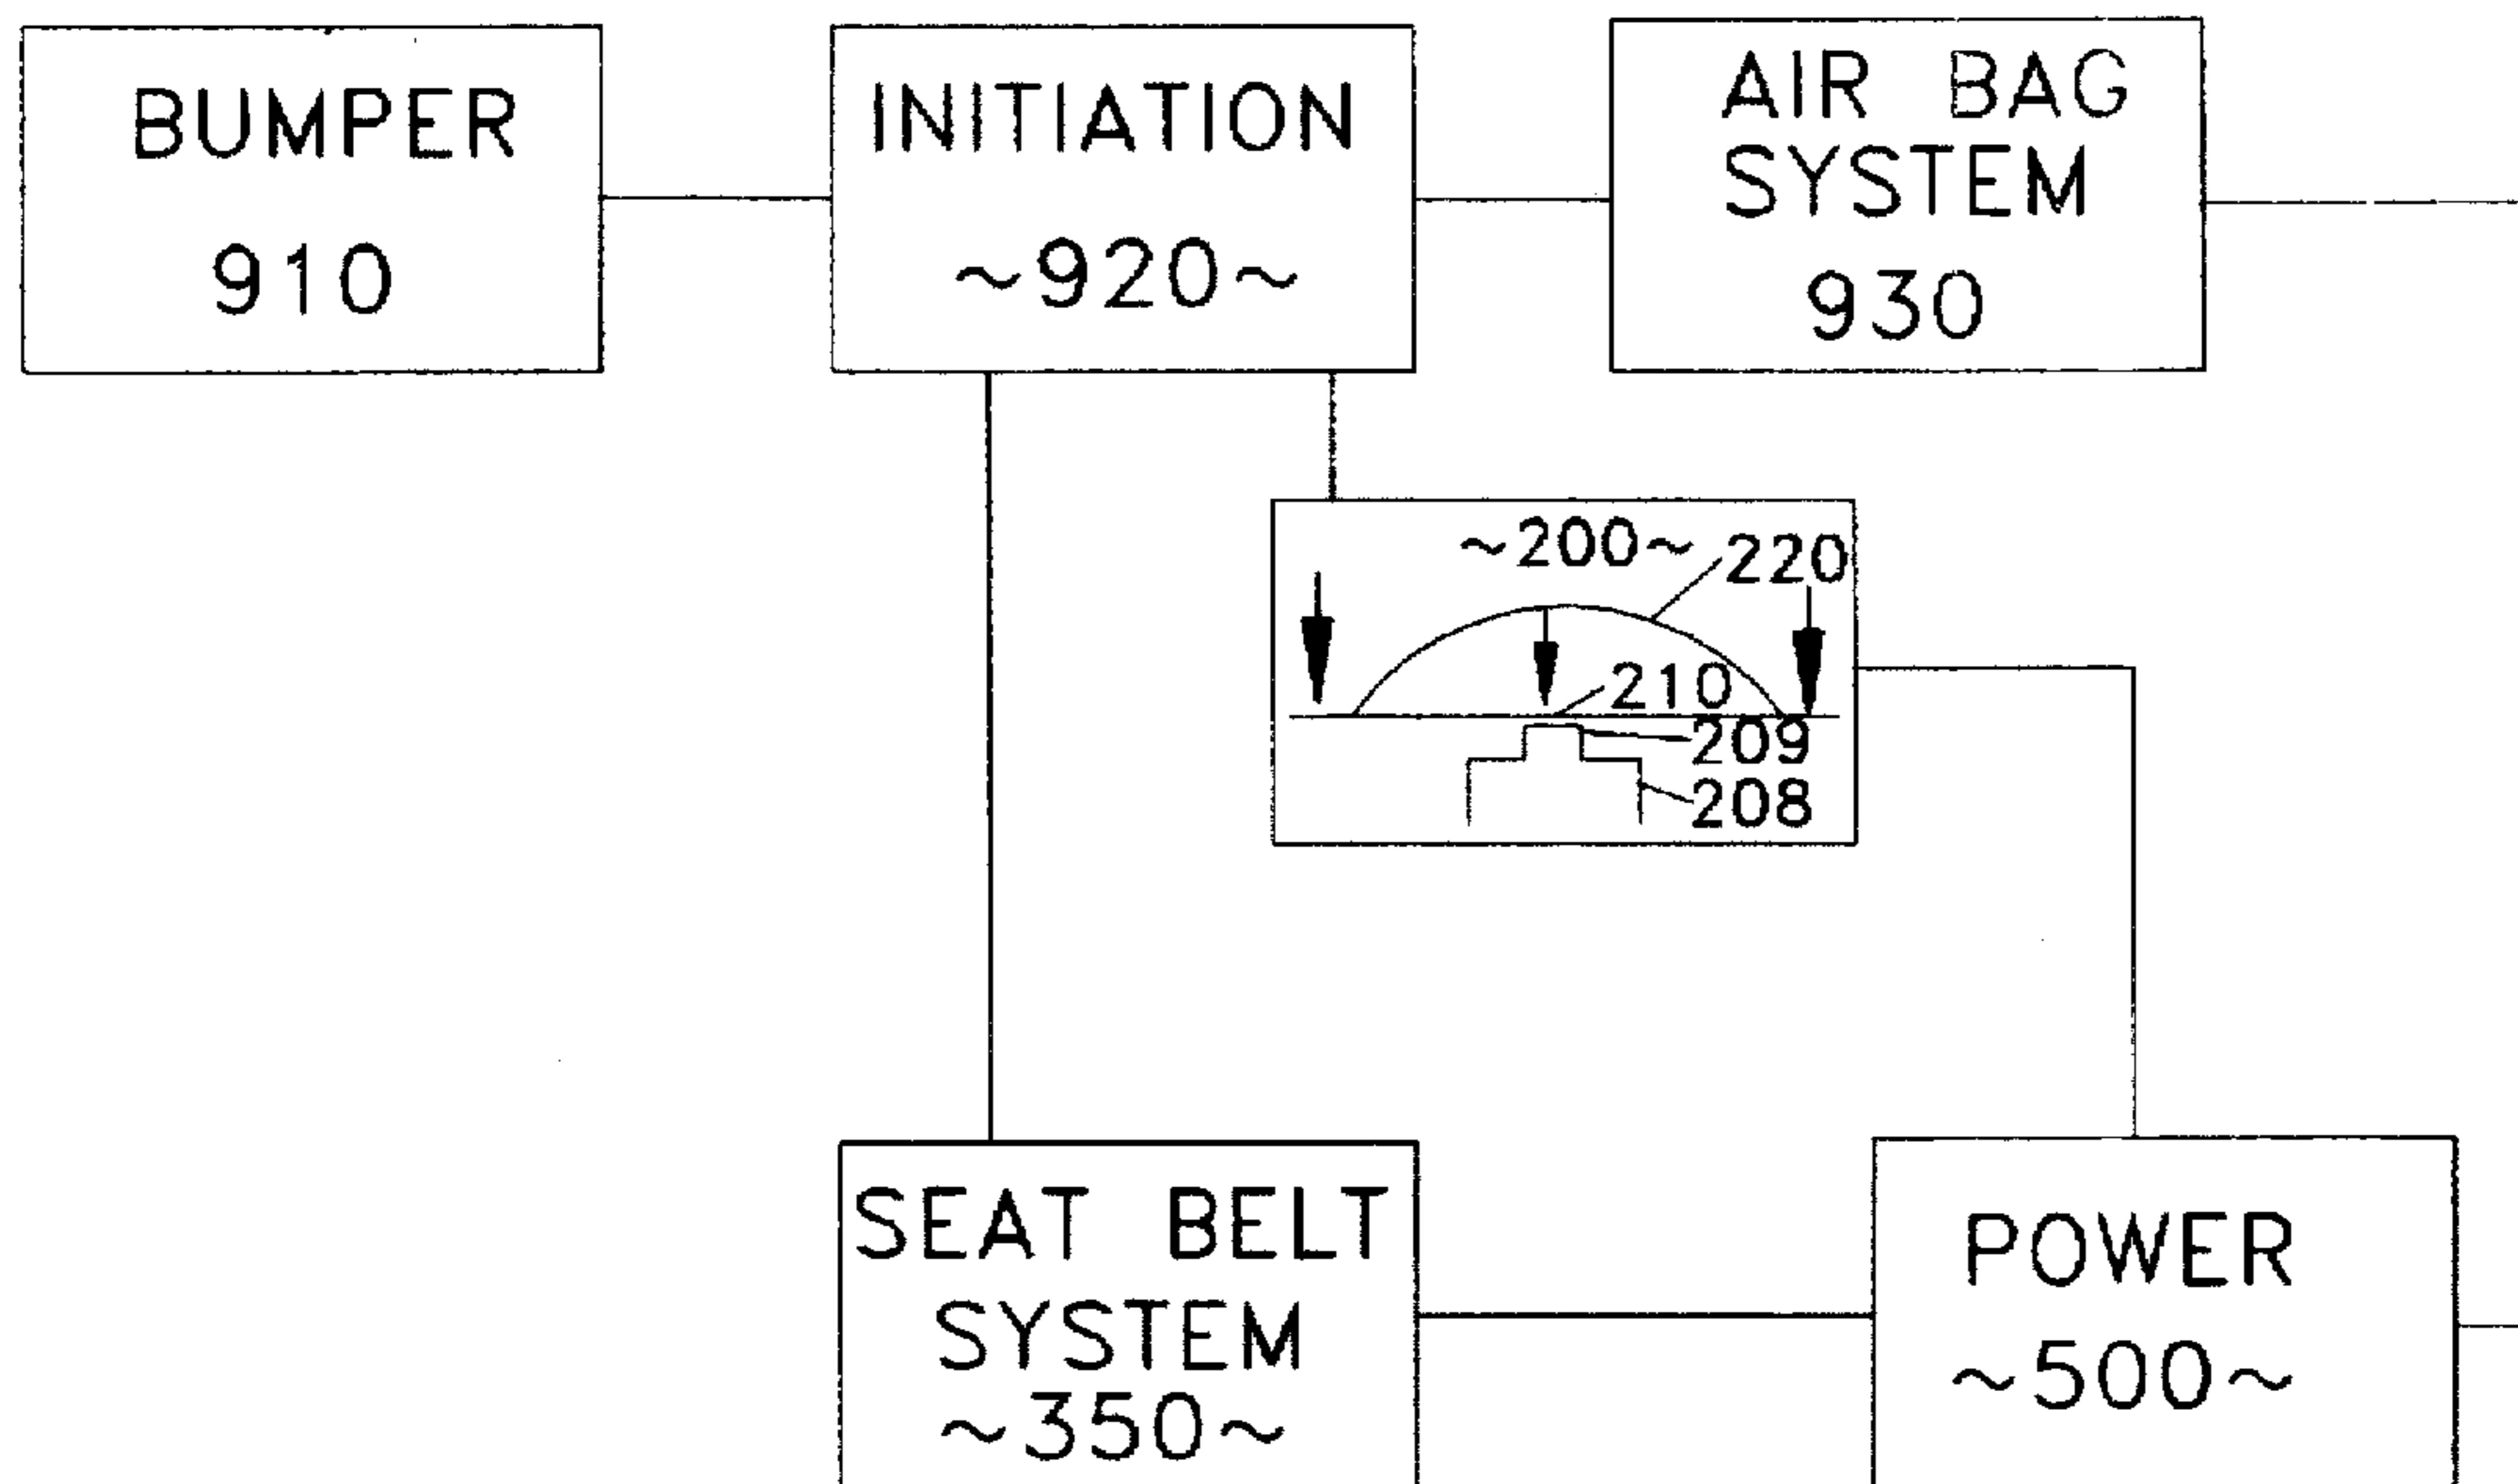 BUMPER
910
INITIATION
~920~
AIR BAG
SYSTEM
930
~200~
220
210
209
208
SEAT BELT
SYSTEM
~350~
POWER
~500~